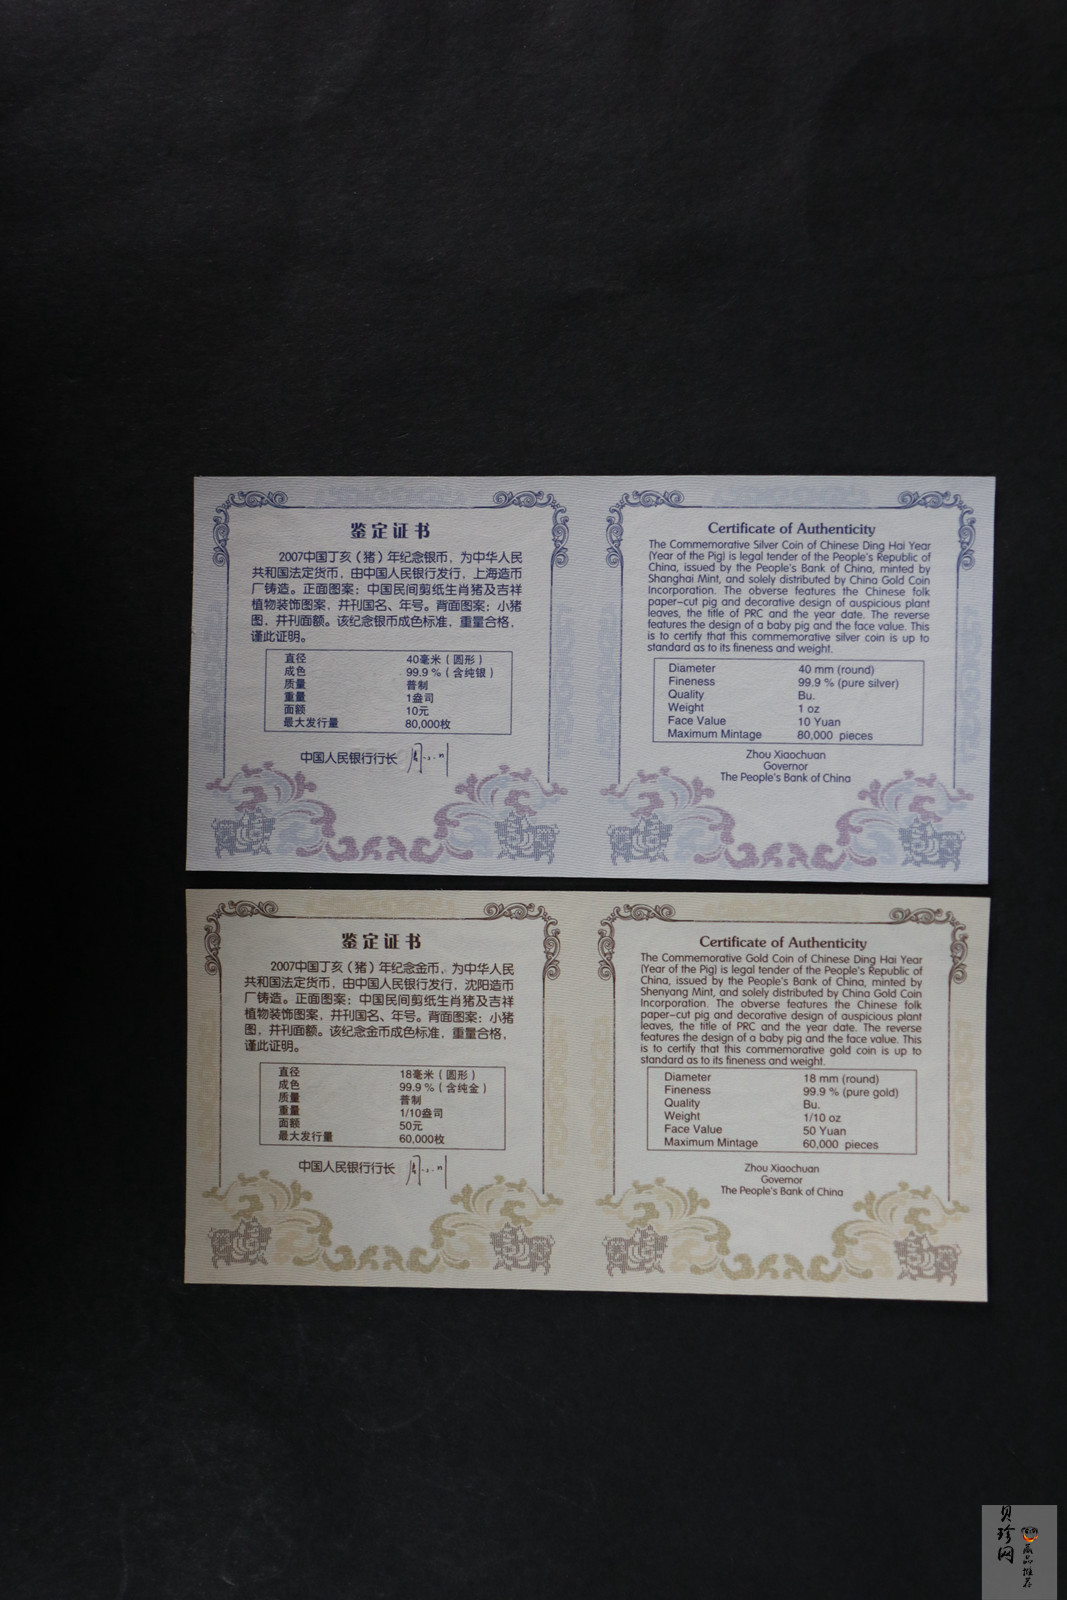 鉴定证书
2007中国丁亥（猪）年纪念银币，为中华人民
共和国法定货币，由中国人民银行发行，上海造币
厂铸造。正面图案：中国民间剪纸生肖猪及吉祥
植物装饰图案，并刊国名、年号。背面图案：小猪
图，并刊面额。该纪念银币成色标准，重量合格，
谨此证明。
直径 40毫米（圆形）
成色 99.9％（含纯银）
质量 普制
重量 1盎司
面额 10元
最大发行量 80,000枚
中国人民银行行长
Certificate of Authenticity
The Commemorative Silver Coin of Chinese Ding Hai Year
(Year of the Pig) is legal tender of the People's Republic of
China, issued by the People's Bank of China, minted by
Shanghai Mint, and solely distributed by China Gold Coin
Incorporation. The obverse features the Chinese folk
paper-cut pig and decorative design of auspicious plant
leaves, the title of PRC and the year date. The reverse
features the design of a baby pig and the face value. This
is to certify that this commemorative silver coin is up to
standard as to its fineness and weight.
Diameter 40 mm (round)
Fineness 99.9 % (pure silver)
Quality Bu.
Weight 1 oz
Face Value 10 Yuan
Maximum Mintage 80,000 pieces
Zhou Xiaochuan
Governor
The People's Bank of China
鉴定证书
2007中国丁亥（猪）年纪念金币，为中华人民
共和国法定货币，由中国人民银行发行，沈阳造币
厂铸造。正面图案：中国民间剪纸生肖猪及吉祥
植物装饰图案，并刊国名、年号。背面图案：小猪
图，并刊面额。该纪念金币成色标准，重量合格，
谨此证明。
直径 18毫米（圆形）
成色 99.9％（含纯金）
质量 普制
重量 1/10盎司
面额 50元
最大发行量 60,000枚
中国人民银行行长
Certificate of Authenticity
The Commemorative Gold Coin of Chinese Ding Hai Year
(Year of the Pig) is legal tender of the People's Republic of
China, issued by the People's Bank of China, minted by
Shenyang Mint, and solely distributed by China Gold Coin
Incorporation. The obverse features the Chinese folk
paper-cut pig and decorative design of auspicious plant
leaves, the title of PRC and the year date. The reverse
features the design of a baby pig and the face value. This
is to certify that this commemorative gold coin is up to
standard as to its fineness and weight.
Diameter 18 mm (round)
Fineness 99.9 % (pure gold)
Quality Bu.
Weight 1/10 oz
Face Value 50 Yuan
Maximum Mintage 60,000 pieces
Zhou Xiaochuan
Governor
The People's Bank of China
贝珍网
藏品推荐